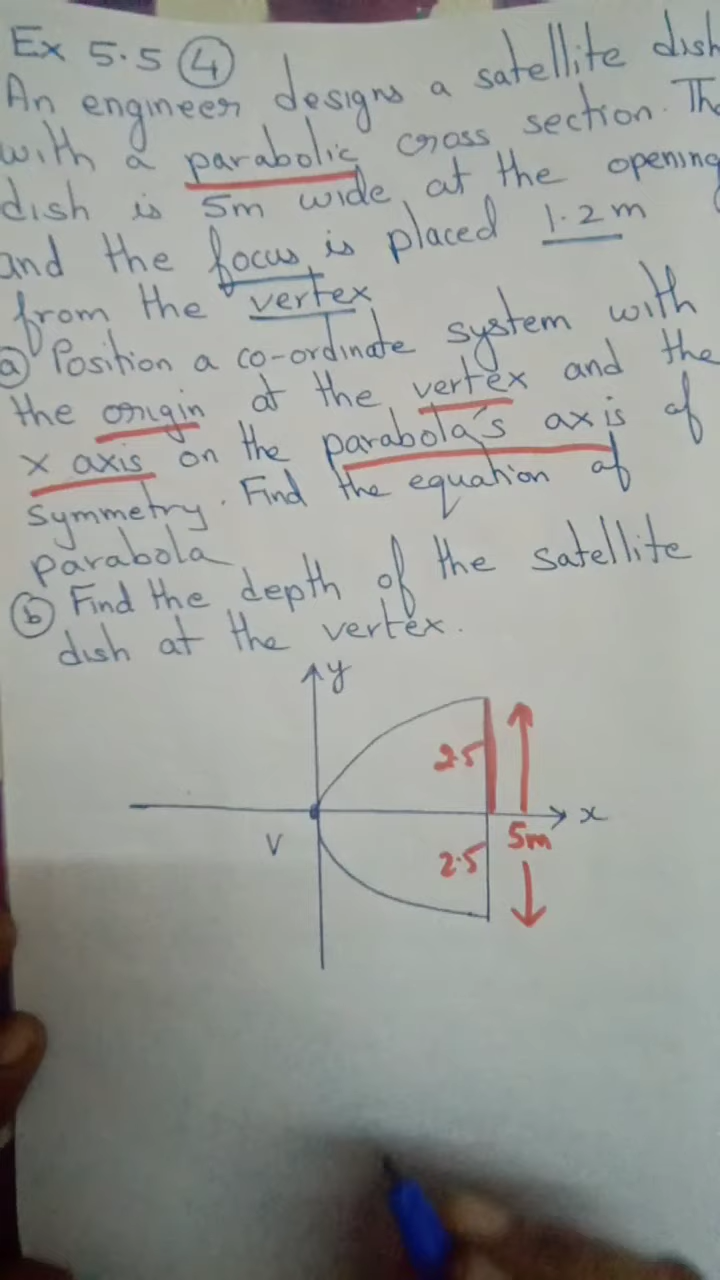 Ex 5.5 ④
An engineer designs a satellite dish
with a parabolic cross section. The
dish is 5m wide at the opening
and the focus is placed 1.2 m
from the vertex
ⓐ Position a co-ordinate system with
the origin at the vertex and the
x axis on the parabola's axis of
symmetry. Find the equation of
parabola
ⓑ Find the depth of the satellite
dish at the vertex.
y
2.5
x
V
2.5
5m